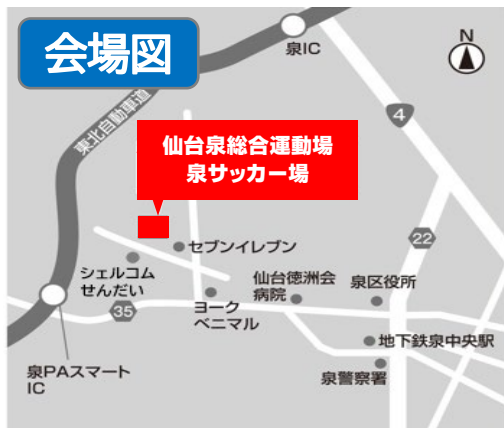 会場図
泉IC
N
東北自動車道
4
仙台泉総合運動場
泉サッカー場
22
セブンイレブン
シェルコム
せんだい
仙台徳洲会
病院
泉区役所
35
ヨーク
ベニマル
地下鉄泉中央駅
泉PAスマート
IC
泉警察署